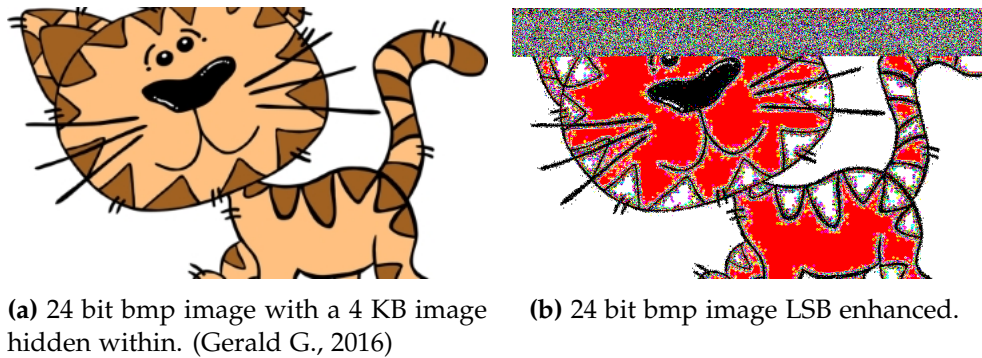 (a) 24 bit bmp image with a 4 KB image
hidden within. (Gerald G., 2016)
(b) 24 bit bmp image LSB enhanced.